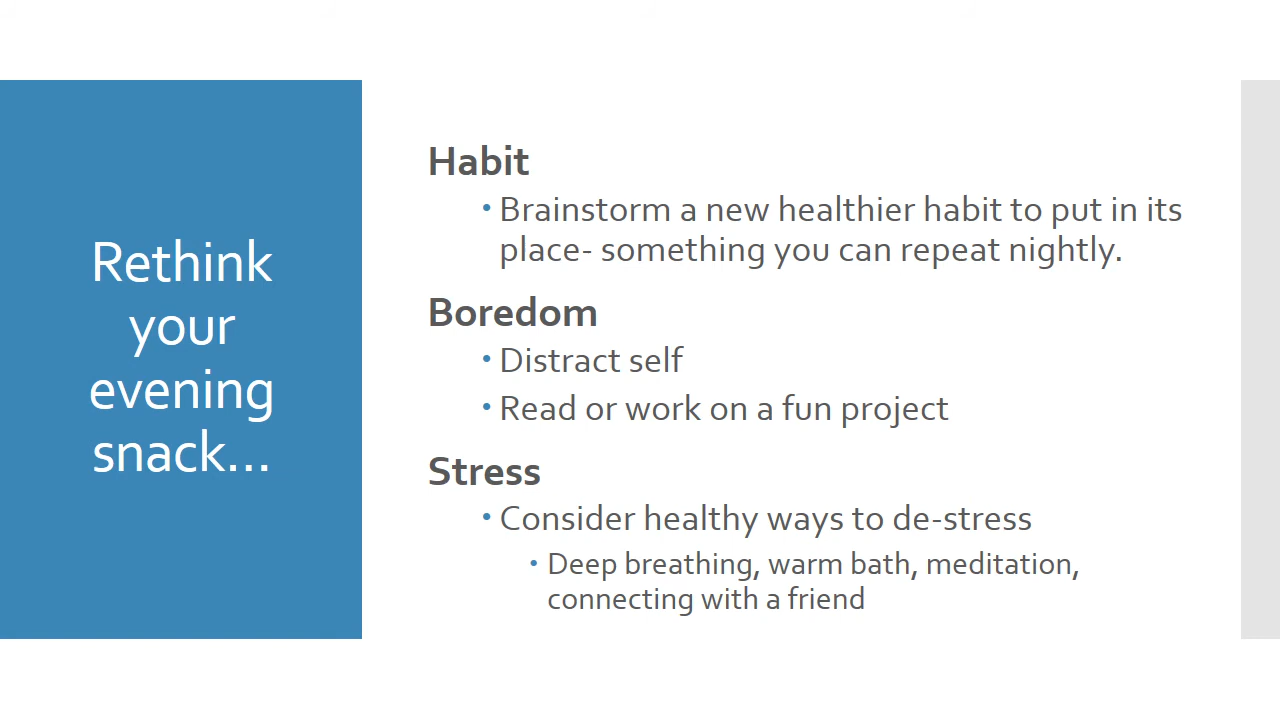 Rethink
your
evening
snack...
Habit
• Brainstorm a new healthier habit to put in its
place- something you can repeat nightly.
Boredom
• Distract self
• Read or work on a fun project
Stress
• Consider healthy ways to de-stress
• Deep breathing, warm bath, meditation,
connecting with a friend